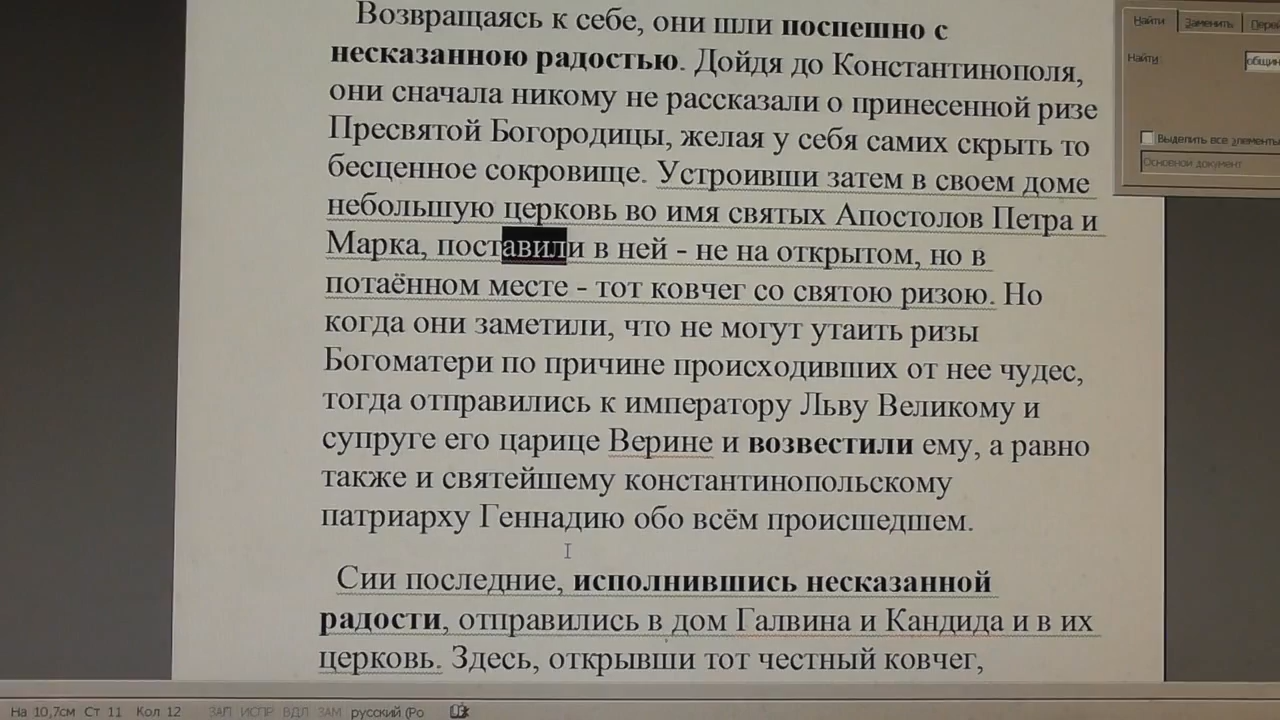 Возвращаясь к себе, они шли поспешно с
несказанною радостью. Дойдя до Константинополя,
они сначала никому не рассказали о принесенной ризе
Пресвятой Богородицы, желая у себя самих скрыть то
бесценное сокровище. Устроивши затем в своем доме
небольшую церковь во имя святых Апостолов Петра и
Марка, поставили в ней - не на открытом, но в
потаённом месте - тот ковчег со святою ризою. Но
когда они заметили, что не могут утаить ризы
Богоматери по причине происходивших от нее чудес,
тогда отправились к императору Льву Великому и
супруге его царице Верине и возвестили ему, а равно
также и святейшему константинопольскому
патриарху Геннадию обо всём происшедшем.
Сии последние, исполнившись несказанной
радости, отправились в дом Галвина и Кандида и в их
церковь. Здесь, открывши тот честный ковчег,
Найти Заменить Пере
Найти: общин
Выделить все элементы
Основной документ
На 10,7см Ст 11 Кол 12 ЗАП ИСПР ВДЛ ЗАМ русский (Ро